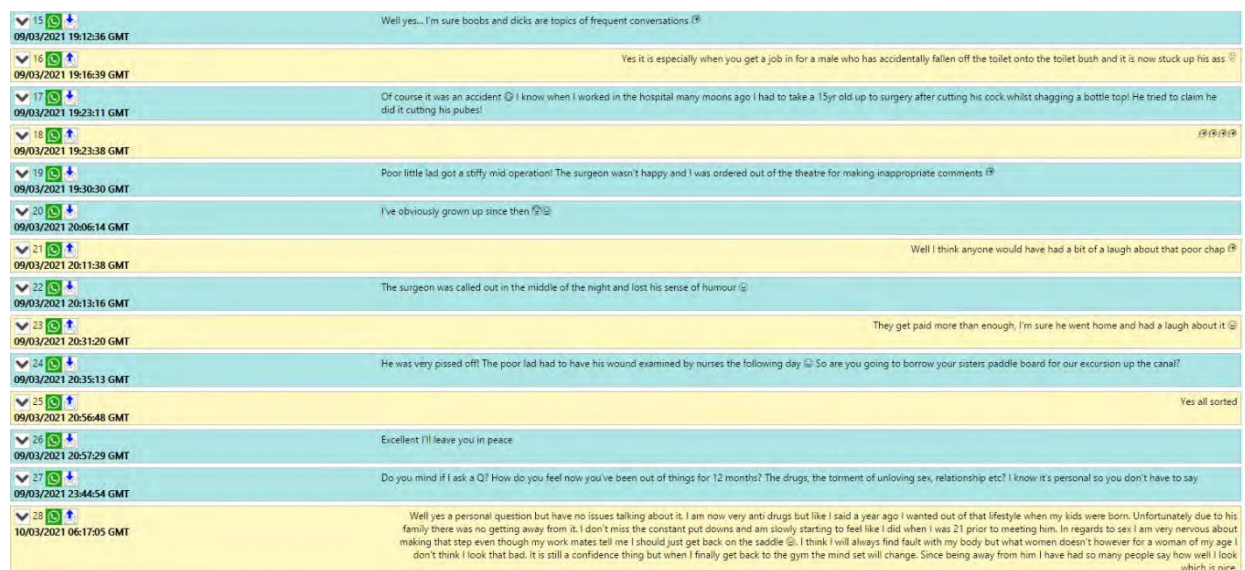 15
Well yes... I'm sure boobs and dicks are topics of frequent conversations
09/03/2021 19:12:36 GMT
16
Yes it is especially when you get a job in for a male who has accidentally fallen off the toilet onto the toilet bush and it is now stuck up his ass
09/03/2021 19:16:39 GMT
17
Of course it was an accident I know when I worked in the hospital many moons ago I had to take a 15yr old up to surgery after cutting his cock whilst shagging a bottle top! He tried to claim he
did it cutting his pubes!
09/03/2021 19:23:11 GMT
18
09/03/2021 19:23:38 GMT
19
Poor little lad got a stiffy mid operation! The surgeon wasn't happy and I was ordered out of the theatre for making inappropriate comments
09/03/2021 19:30:30 GMT
20
I've obviously grown up since then
09/03/2021 20:06:14 GMT
21
Well I think anyone would have had a bit of a laugh about that poor chap
09/03/2021 20:11:38 GMT
22
The surgeon was called out in the middle of the night and lost his sense of humour
09/03/2021 20:13:16 GMT
23
They get paid more than enough, I'm sure he went home and had a laugh about it
09/03/2021 20:31:20 GMT
24
He was very pissed off! The poor lad had to have his wound examined by nurses the following day So are you going to borrow your sisters paddle board for our excursion up the canal?
09/03/2021 20:35:13 GMT
25
Yes all sorted
09/03/2021 20:56:48 GMT
26
Excellent I'll leave you in peace
09/03/2021 20:57:29 GMT
27
Do you mind if I ask a Q? How do you feel now you've been out of things for 12 months? The drugs, the torment of unloving sex, relationship etc? I know it's personal so you don't have to say
09/03/2021 23:44:54 GMT
28
Well yes a personal question but have no issues talking about it. I am now very anti drugs but like I said a year ago I wanted out of that lifestyle when my kids were born. Unfortunately due to his
10/03/2021 06:17:05 GMT
family there was no getting away from it. I don't miss the constant put downs and am slowly starting to feel like I did when I was 21 prior to meeting him. In regards to sex I am very nervous about
making that step even though my work mates tell me I should just get back on the saddle. I think I will always find fault with my body but what women doesn't however for a woman of my age I
don't think I look that bad. It is still a confidence thing but when I finally get back to the gym the mind set will change. Since being away from him I have had so many people say how well I look
which is nice.